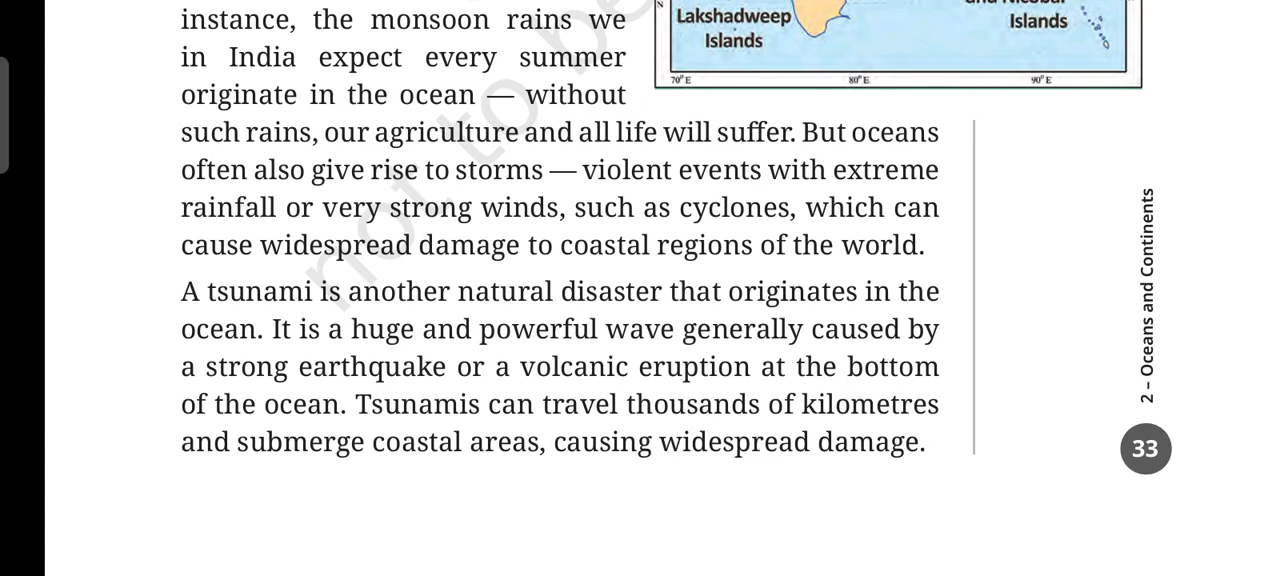 instance, the monsoon rains we
in India expect every summer
originate in the ocean — without
such rains, our agriculture and all life will suffer. But oceans
often also give rise to storms — violent events with extreme
rainfall or very strong winds, such as cyclones, which can
cause widespread damage to coastal regions of the world.
A tsunami is another natural disaster that originates in the
ocean. It is a huge and powerful wave generally caused by
a strong earthquake or a volcanic eruption at the bottom
of the ocean. Tsunamis can travel thousands of kilometres
and submerge coastal areas, causing widespread damage.
Lakshadweep
Islands
Islands
70°E 80°E 90°E
not to be
2 – Oceans and Continents
33